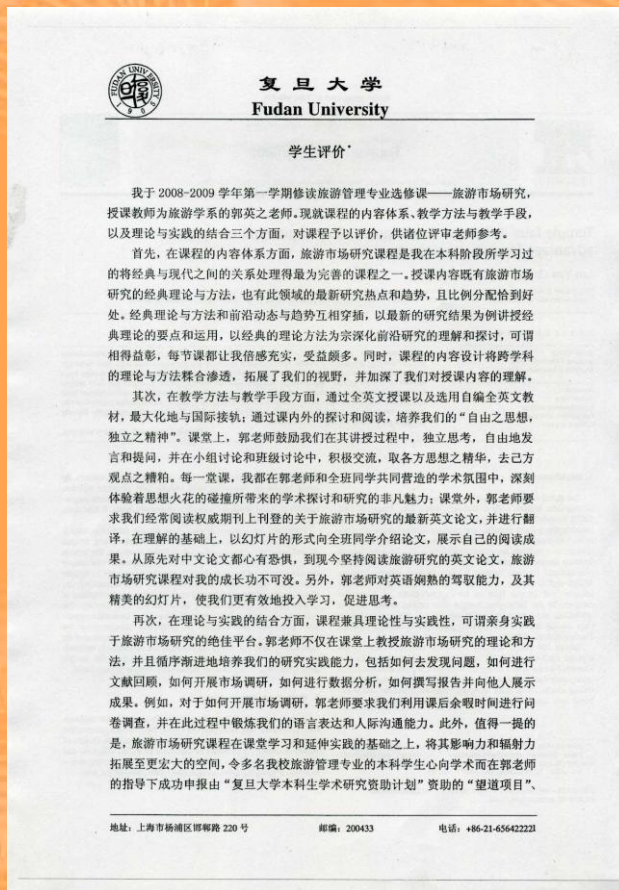 FUDAN UNIVERSITY
1905
复旦大学
Fudan University
学生评价*
我于 2008-2009 学年第一学期修读旅游管理专业选修课——旅游市场研究，
授课教师为旅游学系的郭英之老师。现就课程的内容体系、教学方法与教学手段，
以及理论与实践的结合三个方面，对课程予以评价，供诸位评审老师参考。
首先，在课程的内容体系方面，旅游市场研究课程是我在本科阶段所学习过
的将经典与现代之间的关系处理得最为完善的课程之一。授课内容既有旅游市场
研究的经典理论与方法，也有此领域的最新研究热点和趋势，且比例分配恰到好
处。经典理论与方法和前沿动态与趋势互相穿插，以最新的研究结果为例讲授经
典理论的要点和运用，以经典的理论方法为宗深化前沿研究的理解和探讨，可谓
相得益彰，每节课都让我倍感充实，受益颇多。同时，课程的内容设计将跨学科
的理论与方法糅合渗透，拓展了我们的视野，并加深了我们对授课内容的理解。
其次，在教学方法与教学手段方面，通过全英文授课以及选用自编全英文教
材，最大化地与国际接轨；通过课内外的探讨和阅读，培养我们的“自由之思想，
独立之精神”。课堂上，郭老师鼓励我们在其讲授过程中，独立思考，自由地发
言和提问，并在小组讨论和班级讨论中，积极交流，取各方思想之精华，去己方
观点之糟粕。每一堂课，我都在郭老师和全班同学共同营造的学术氛围中，深刻
体验着思想火花的碰撞所带来的学术探讨和研究的非凡魅力；课堂外，郭老师要
求我们经常阅读权威期刊上刊登的关于旅游市场研究的最新英文论文，并进行翻
译，在理解的基础上，以幻灯片的形式向全班同学介绍论文，展示自己的阅读成
果。从原先对中文论文都心有恐惧，到现今坚持阅读旅游研究的英文论文，旅游
市场研究课程对我的成长功不可没。另外，郭老师对英语娴熟的驾驭能力，及其
精美的幻灯片，使我们更有效地投入学习，促进思考。
再次，在理论与实践的结合方面，课程兼具理论性与实践性，可谓亲身实践
于旅游市场研究的绝佳平台。郭老师不仅在课堂上教授旅游市场研究的理论和方
法，并且循序渐进地培养我们的研究实践能力，包括如何去发现问题，如何进行
文献回顾，如何开展市场调研，如何进行数据分析，如何撰写报告并向他人展示
成果。例如，对于如何开展市场调研，郭老师要求我们利用课后余暇时间进行问
卷调查，并在此过程中锻炼我们的语言表达和人际沟通能力。此外，值得一提的
是，旅游市场研究课程在课堂学习和延伸实践的基础之上，将其影响力和辐射力
拓展至更宏大的空间，令多名我校旅游管理专业的本科学生心向学术而在郭老师
的指导下成功申报由“复旦大学本科生学术研究资助计划”资助的“望道项目”、
地址：上海市杨浦区邯郸路 220 号 邮编：200433 电话：+86-21-65642222